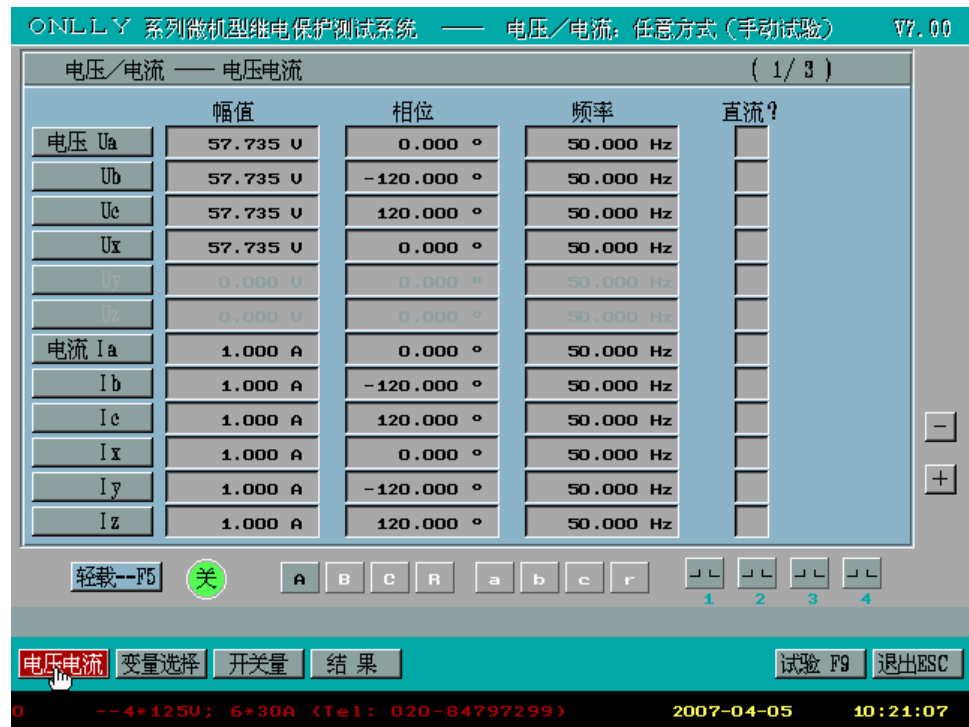 ONLLY 系列微机型继电保护测试系统 —— 电压／电流：任意方式（手动试验） V7.00
电压／电流 —— 电压电流 ( 1/ 3 )
幅值 相位 频率 直流?
电压 Ua 57.735 V 0.000 ° 50.000 Hz
Ub 57.735 V -120.000 ° 50.000 Hz
Uc 57.735 V 120.000 ° 50.000 Hz
Ux 57.735 V 0.000 ° 50.000 Hz
Uy 0.000 V 0.000 ° 50.000 Hz
Uz 0.000 V 0.000 ° 50.000 Hz
电流 Ia 1.000 A 0.000 ° 50.000 Hz
Ib 1.000 A -120.000 ° 50.000 Hz
Ic 1.000 A 120.000 ° 50.000 Hz
Ix 1.000 A 0.000 ° 50.000 Hz
Iy 1.000 A -120.000 ° 50.000 Hz
Iz 1.000 A 120.000 ° 50.000 Hz
－
＋
轻载--F5 关 A B C R a b c r
1 2 3 4
电压电流 变量选择 开关量 结 果 试验 F9 退出ESC
0 --4*125V; 6*30A (Tel: 020-84797299) 2007-04-05 10:21:07